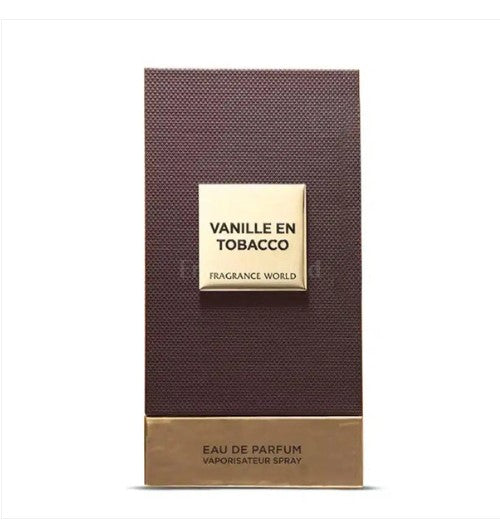 VANILLE EN
TOBACCO
FRAGRANCE WORLD
EAU DE PARFUM
VAPORISATEUR SPRAY